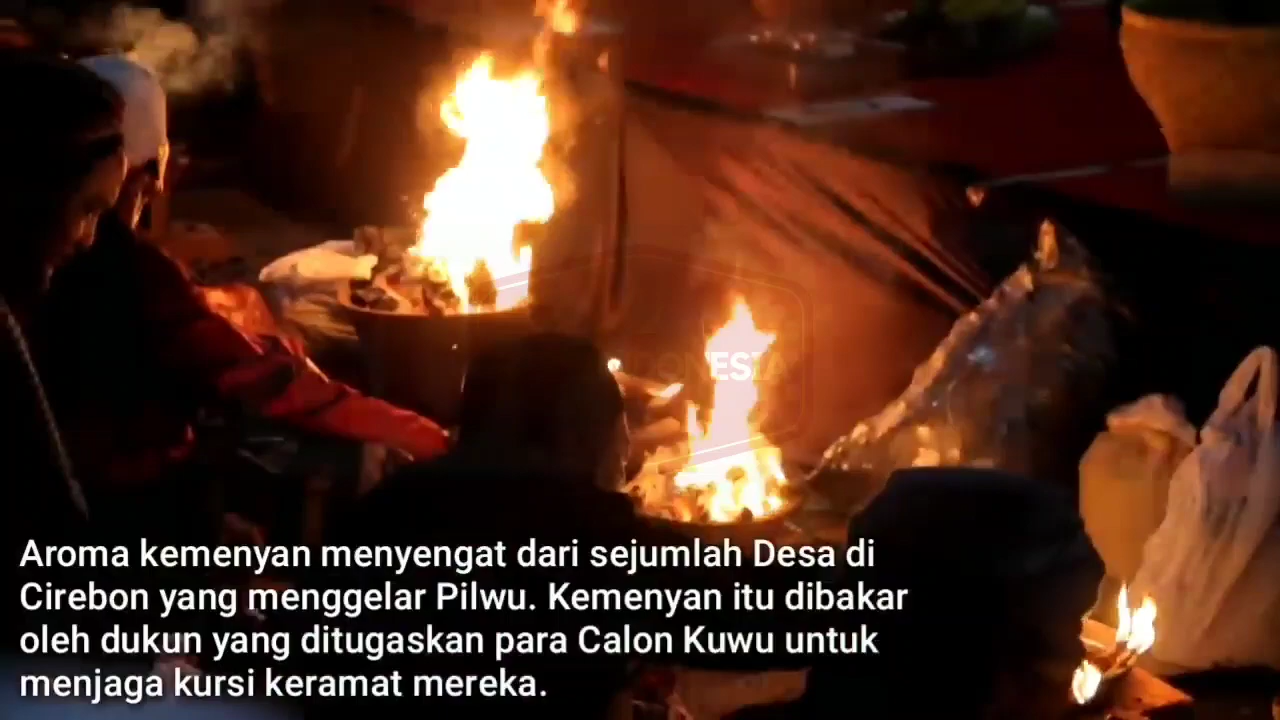 Aroma kemenyan menyengat dari sejumlah Desa di
Cirebon yang menggelar Pilwu. Kemenyan itu dibakar
oleh dukun yang ditugaskan para Calon Kuwu untuk
menjaga kursi keramat mereka.